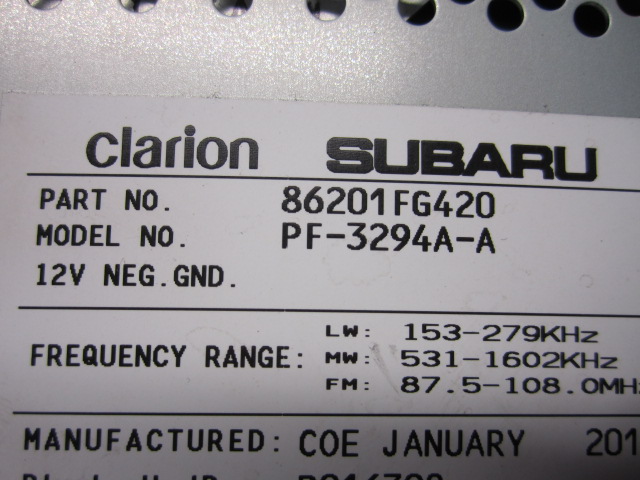 clarion SUBARU
PART NO. 86201FG420
MODEL NO. PF-3294A-A
12V NEG.GND.
FREQUENCY RANGE: LW: 153-279KHz
MW: 531-1602KHz
FM: 87.5-108.0MHz
MANUFACTURED: COE JANUARY 201